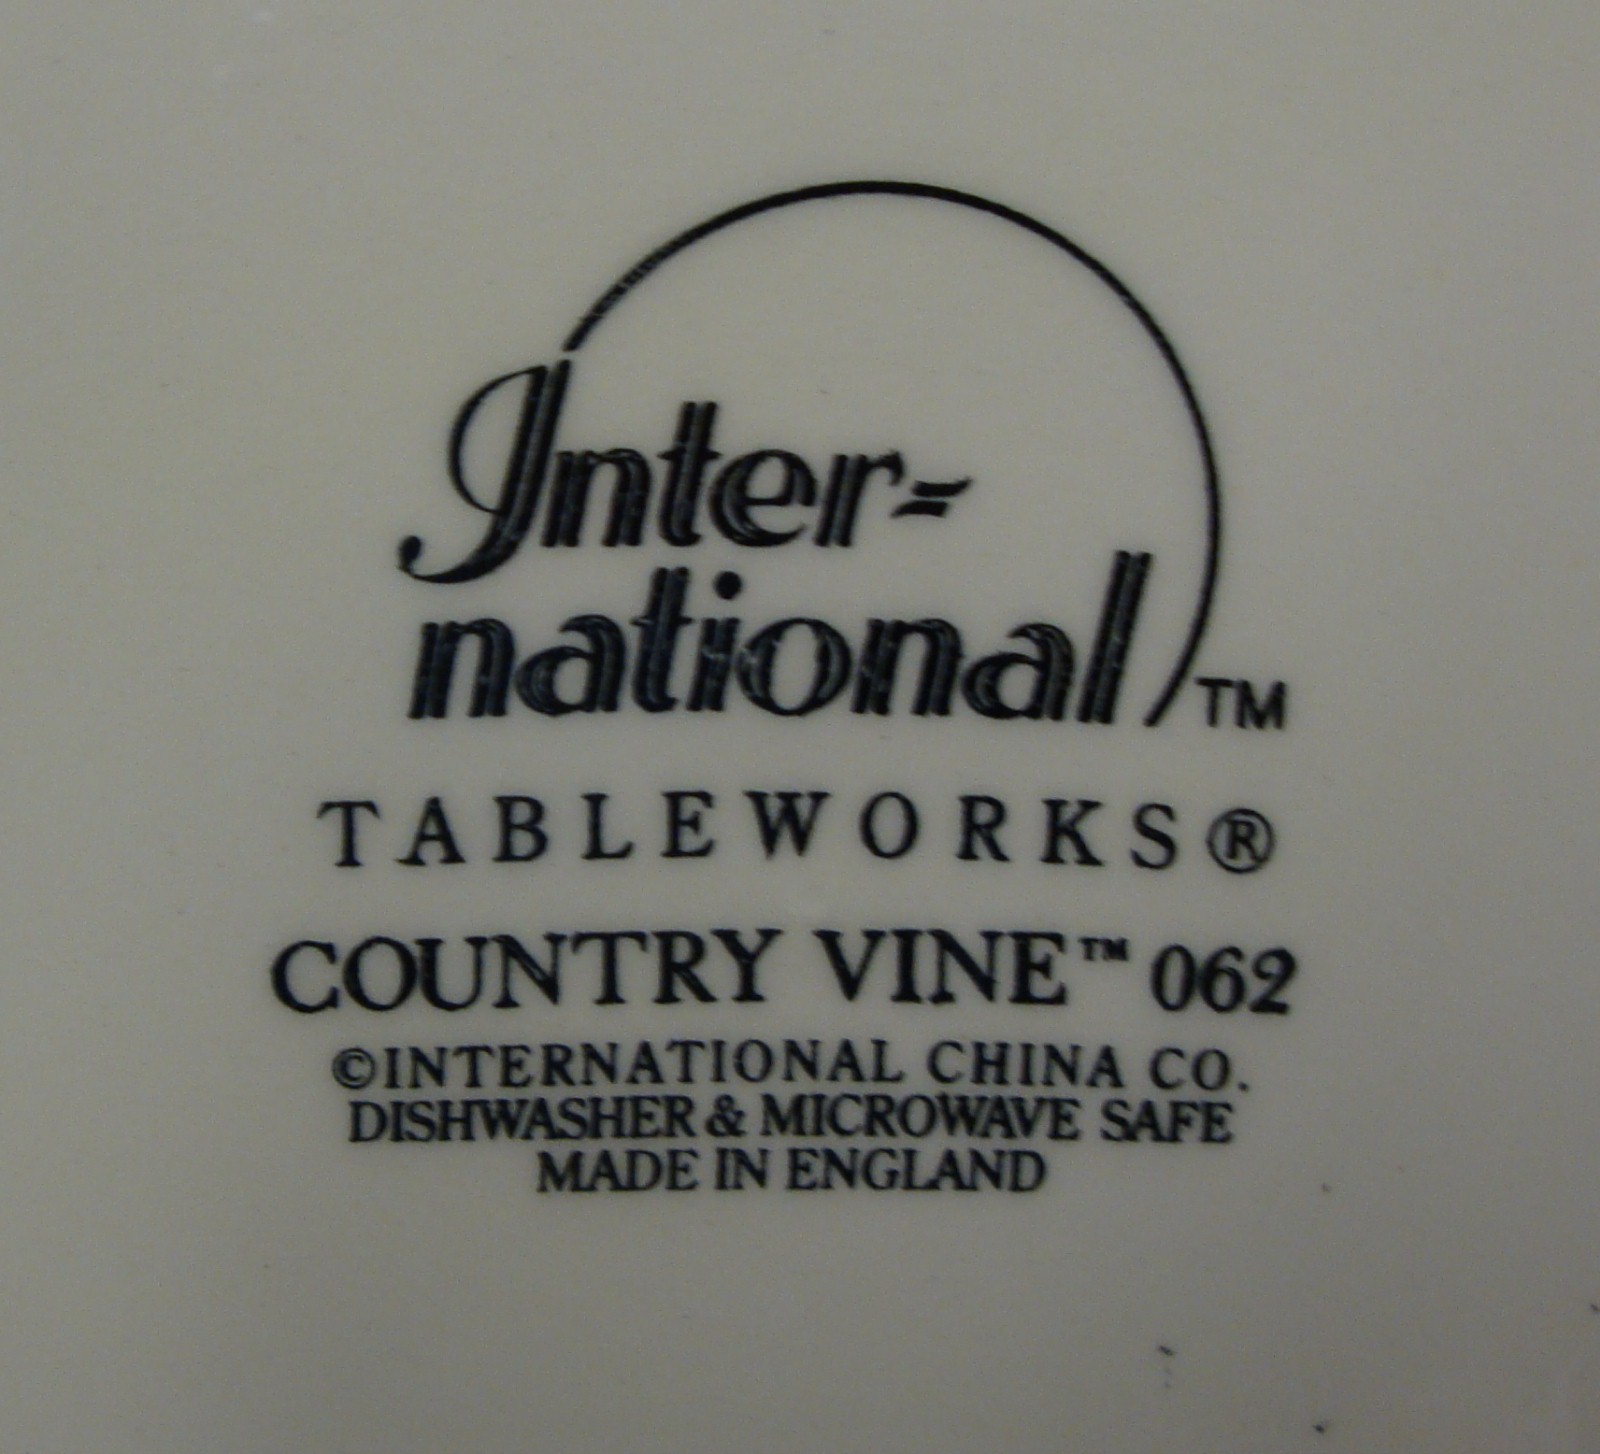 Inter-
national™
TABLEWORKS®
COUNTRY VINE™ 062
©INTERNATIONAL CHINA CO.
DISHWASHER & MICROWAVE SAFE
MADE IN ENGLAND